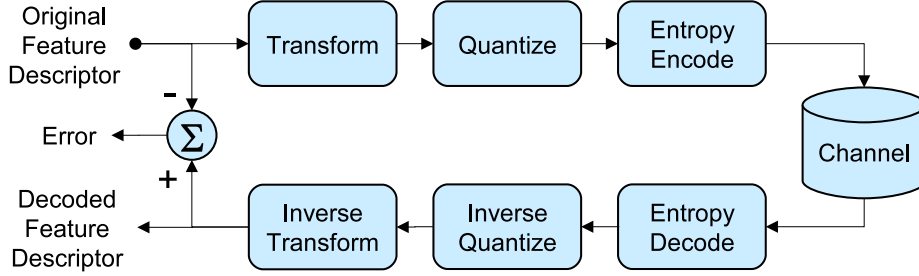 Original
Feature
Descriptor
Transform
Quantize
Entropy
Encode
-
Error
Σ
Channel
+
Decoded
Feature
Descriptor
Inverse
Transform
Inverse
Quantize
Entropy
Decode